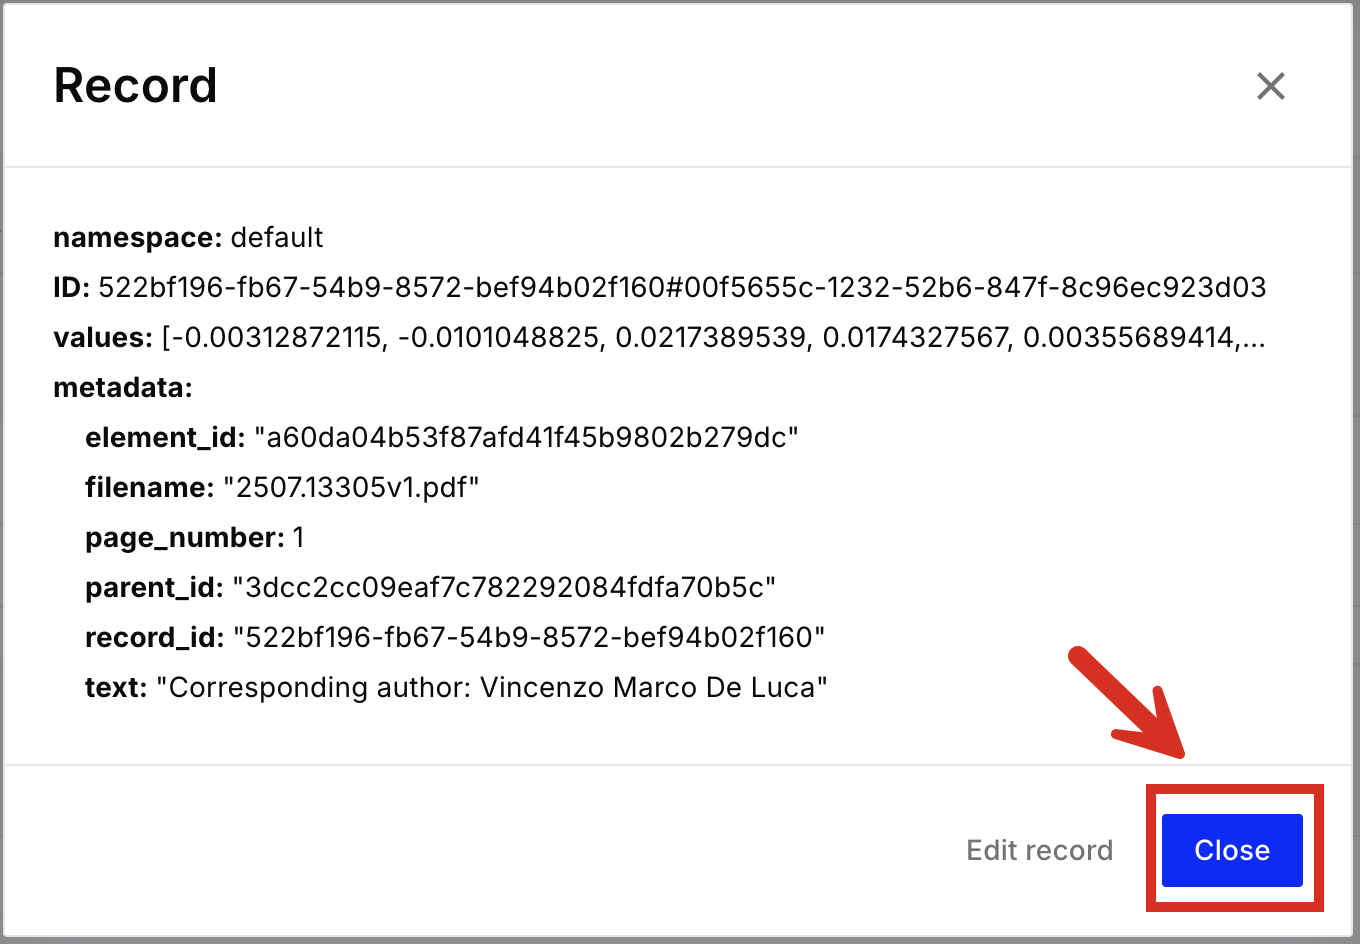 Record
namespace: default
ID: 522bf196-fb67-54b9-8572-bef94b02f160#00f5655c-1232-52b6-847f-8c96ec923d03
values: [-0.00312872115, -0.0101048825, 0.0217389539, 0.0174327567, 0.00355689414,...
metadata:
element_id: "a60da04b53f87afd41f45b9802b279dc"
filename: "2507.13305v1.pdf"
page_number: 1
parent_id: "3dcc2cc09eaf7c782292084fdfa70b5c"
record_id: "522bf196-fb67-54b9-8572-bef94b02f160"
text: "Corresponding author: Vincenzo Marco De Luca"
Edit record
Close